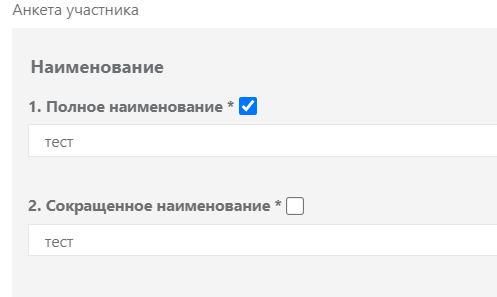 Анкета участника
Наименование
1. Полное наименование *
тест
2. Сокращенное наименование *
тест